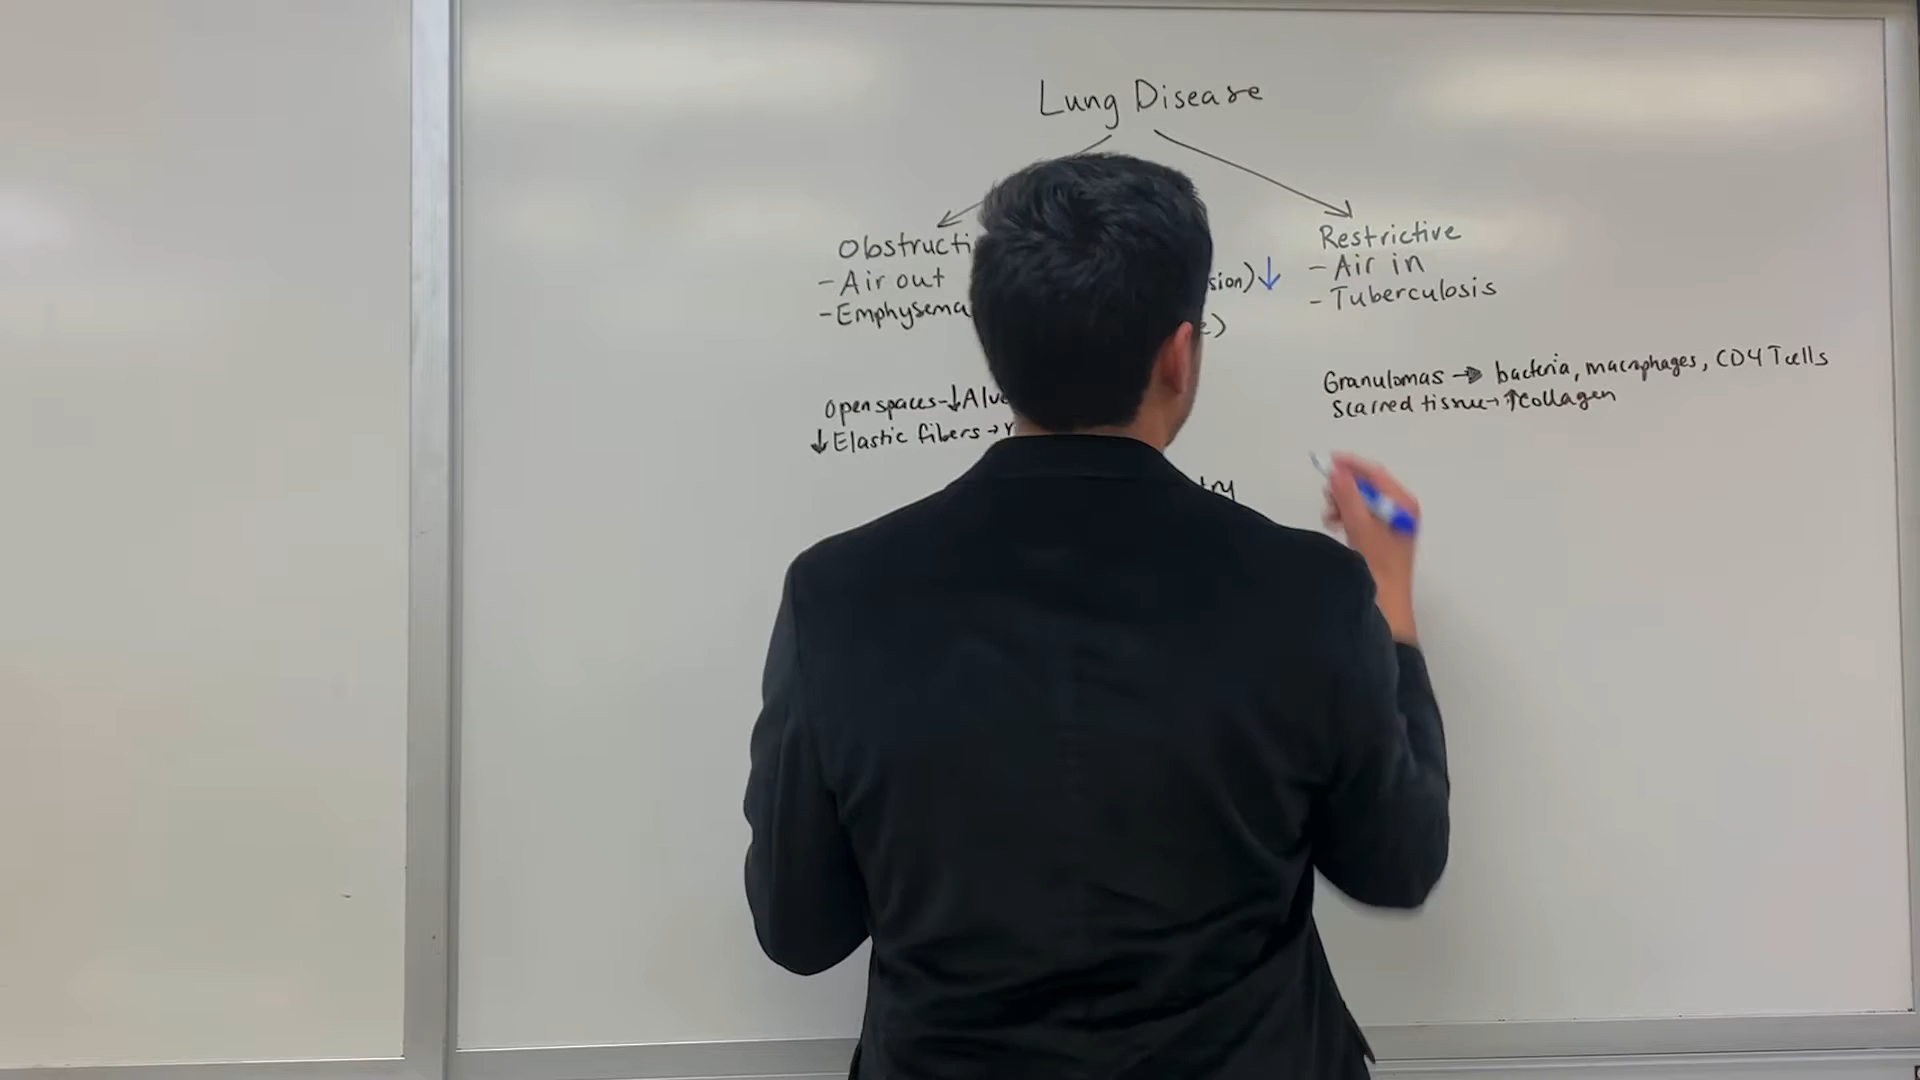 Lung Disease
Obstructi
- Air out
- Emphysema
sion) ↓
e)
Restrictive
- Air in
- Tuberculosis
Open spaces - ↓ Alve
↓ Elastic fibers → r
try
Granulomas → bacteria, macrophages, CD4 T cells
Scarred tissue → ↑ collagen